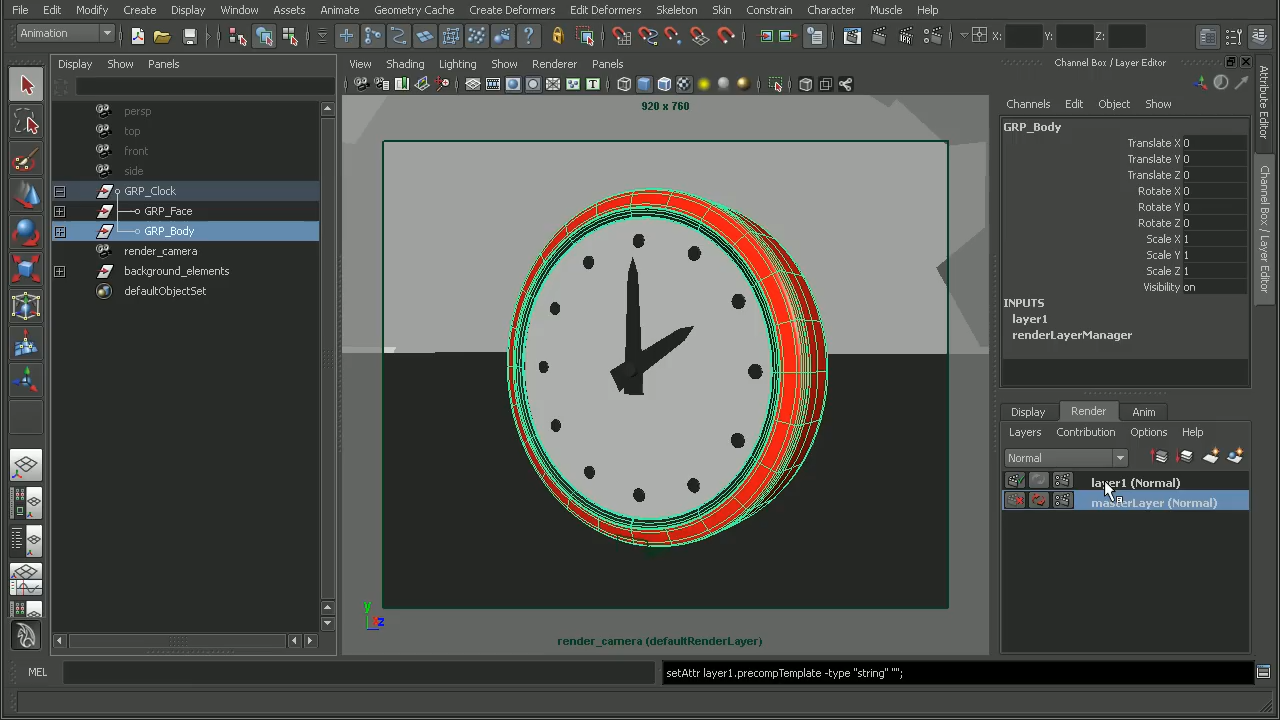 File Edit Modify Create Display Window Assets Animate Geometry Cache Create Deformers Edit Deformers Skeleton Skin Constrain Character Muscle Help
Animation X: Y: Z:
Display Show Panels
View Shading Lighting Show Renderer Panels
Channel Box / Layer Editor
Channels Edit Object Show
920 x 760
persp
top
front
side
GRP_Clock
GRP_Face
GRP_Body
render_camera
background_elements
defaultObjectSet
GRP_Body
Translate X 0
Translate Y 0
Translate Z 0
Rotate X 0
Rotate Y 0
Rotate Z 0
Scale X 1
Scale Y 1
Scale Z 1
Visibility on
INPUTS
layer1
renderLayerManager
Display Render Anim
Layers Contribution Options Help
Normal
layer1 (Normal)
masterLayer (Normal)
Attribute Editor
Channel Box / Layer Editor
y
x z
render_camera (defaultRenderLayer)
MEL
setAttr layer1.precompTemplate -type "string" "";